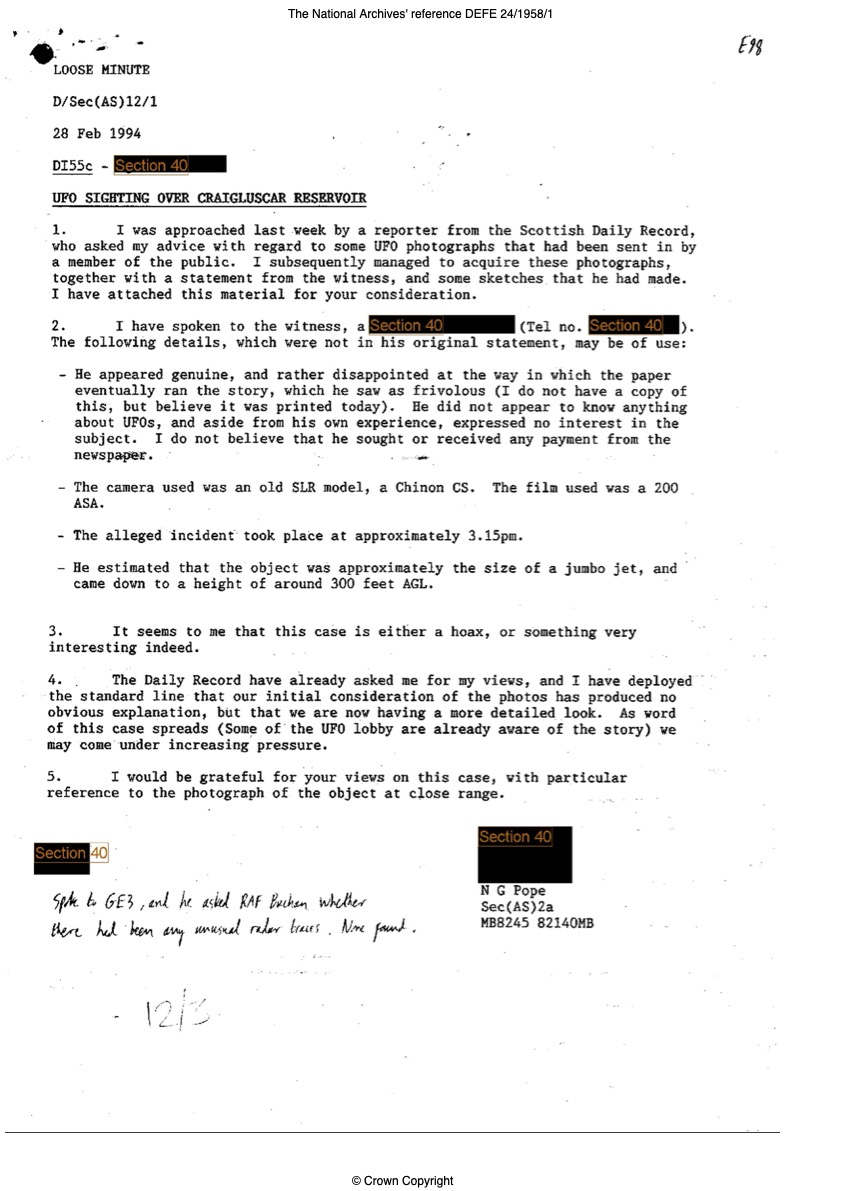 The National Archives' reference DEFE 24/1958/1
E98
LOOSE MINUTE
D/Sec(AS)12/1
28 Feb 1994
DI55c - Section 40
UFO SIGHTING OVER CRAIGLUSCAR RESERVOIR
1. I was approached last week by a reporter from the Scottish Daily Record,
who asked my advice with regard to some UFO photographs that had been sent in by
a member of the public. I subsequently managed to acquire these photographs,
together with a statement from the witness, and some sketches that he had made.
I have attached this material for your consideration.
2. I have spoken to the witness, a Section 40 (Tel no. Section 40 ).
The following details, which were not in his original statement, may be of use:
- He appeared genuine, and rather disappointed at the way in which the paper
eventually ran the story, which he saw as frivolous (I do not have a copy of
this, but believe it was printed today). He did not appear to know anything
about UFOs, and aside from his own experience, expressed no interest in the
subject. I do not believe that he sought or received any payment from the
newspaper.
- The camera used was an old SLR model, a Chinon CS. The film used was a 200
ASA.
- The alleged incident took place at approximately 3.15pm.
- He estimated that the object was approximately the size of a jumbo jet, and
came down to a height of around 300 feet AGL.
3. It seems to me that this case is either a hoax, or something very
interesting indeed.
4. The Daily Record have already asked me for my views, and I have deployed
the standard line that our initial consideration of the photos has produced no
obvious explanation, but that we are now having a more detailed look. As word
of this case spreads (Some of the UFO lobby are already aware of the story) we
may come under increasing pressure.
5. I would be grateful for your views on this case, with particular
reference to the photograph of the object at close range.
Section 40
Section 40
N G Pope
Sec(AS)2a
MB8245 82140MB
Spoke to GE3, and he asked RAF Buchan whether
there had been any unusual radar traces. None found.
12/3
© Crown Copyright